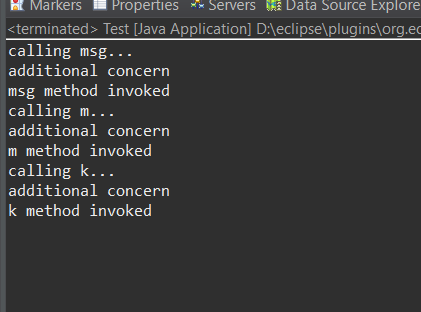 Markers Properties Servers Data Source Explore
<terminated> Test [Java Application] D:\eclipse\plugins\org.ec
calling msg...
additional concern
msg method invoked
calling m...
additional concern
m method invoked
calling k...
additional concern
k method invoked